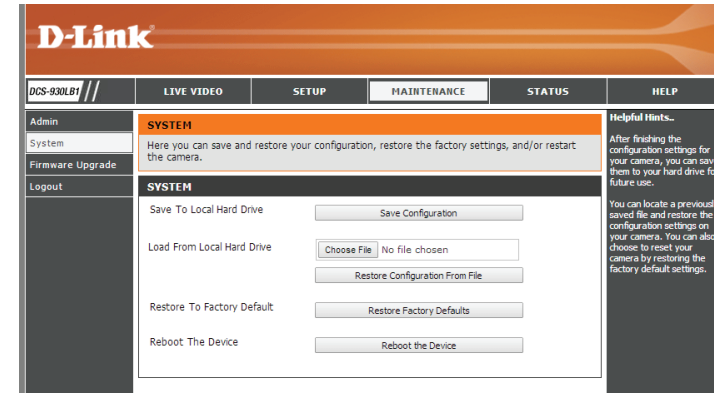 D-Link
DCS-930LB1 LIVE VIDEO SETUP MAINTENANCE STATUS HELP
Admin
System
Firmware Upgrade
Logout
SYSTEM
Here you can save and restore your configuration, restore the factory settings, and/or restart
the camera.
SYSTEM
Save To Local Hard Drive Save Configuration
Load From Local Hard Drive Choose File No file chosen
Restore Configuration From File
Restore To Factory Default Restore Factory Defaults
Reboot The Device Reboot the Device
Helpful Hints..
After finishing the
configuration settings for
your camera, you can sav
them to your hard drive fo
future use.
You can locate a previousl
saved file and restore the
configuration settings on
your camera. You can also
choose to reset your
camera by restoring the
factory default settings.